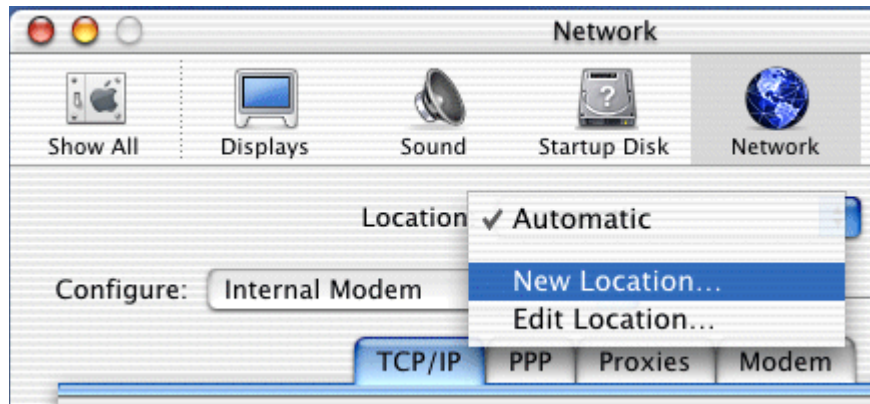 Network
Show All Displays Sound Startup Disk Network
Location ✓ Automatic
New Location...
Configure: Internal Modem
Edit Location...
TCP/IP PPP Proxies Modem